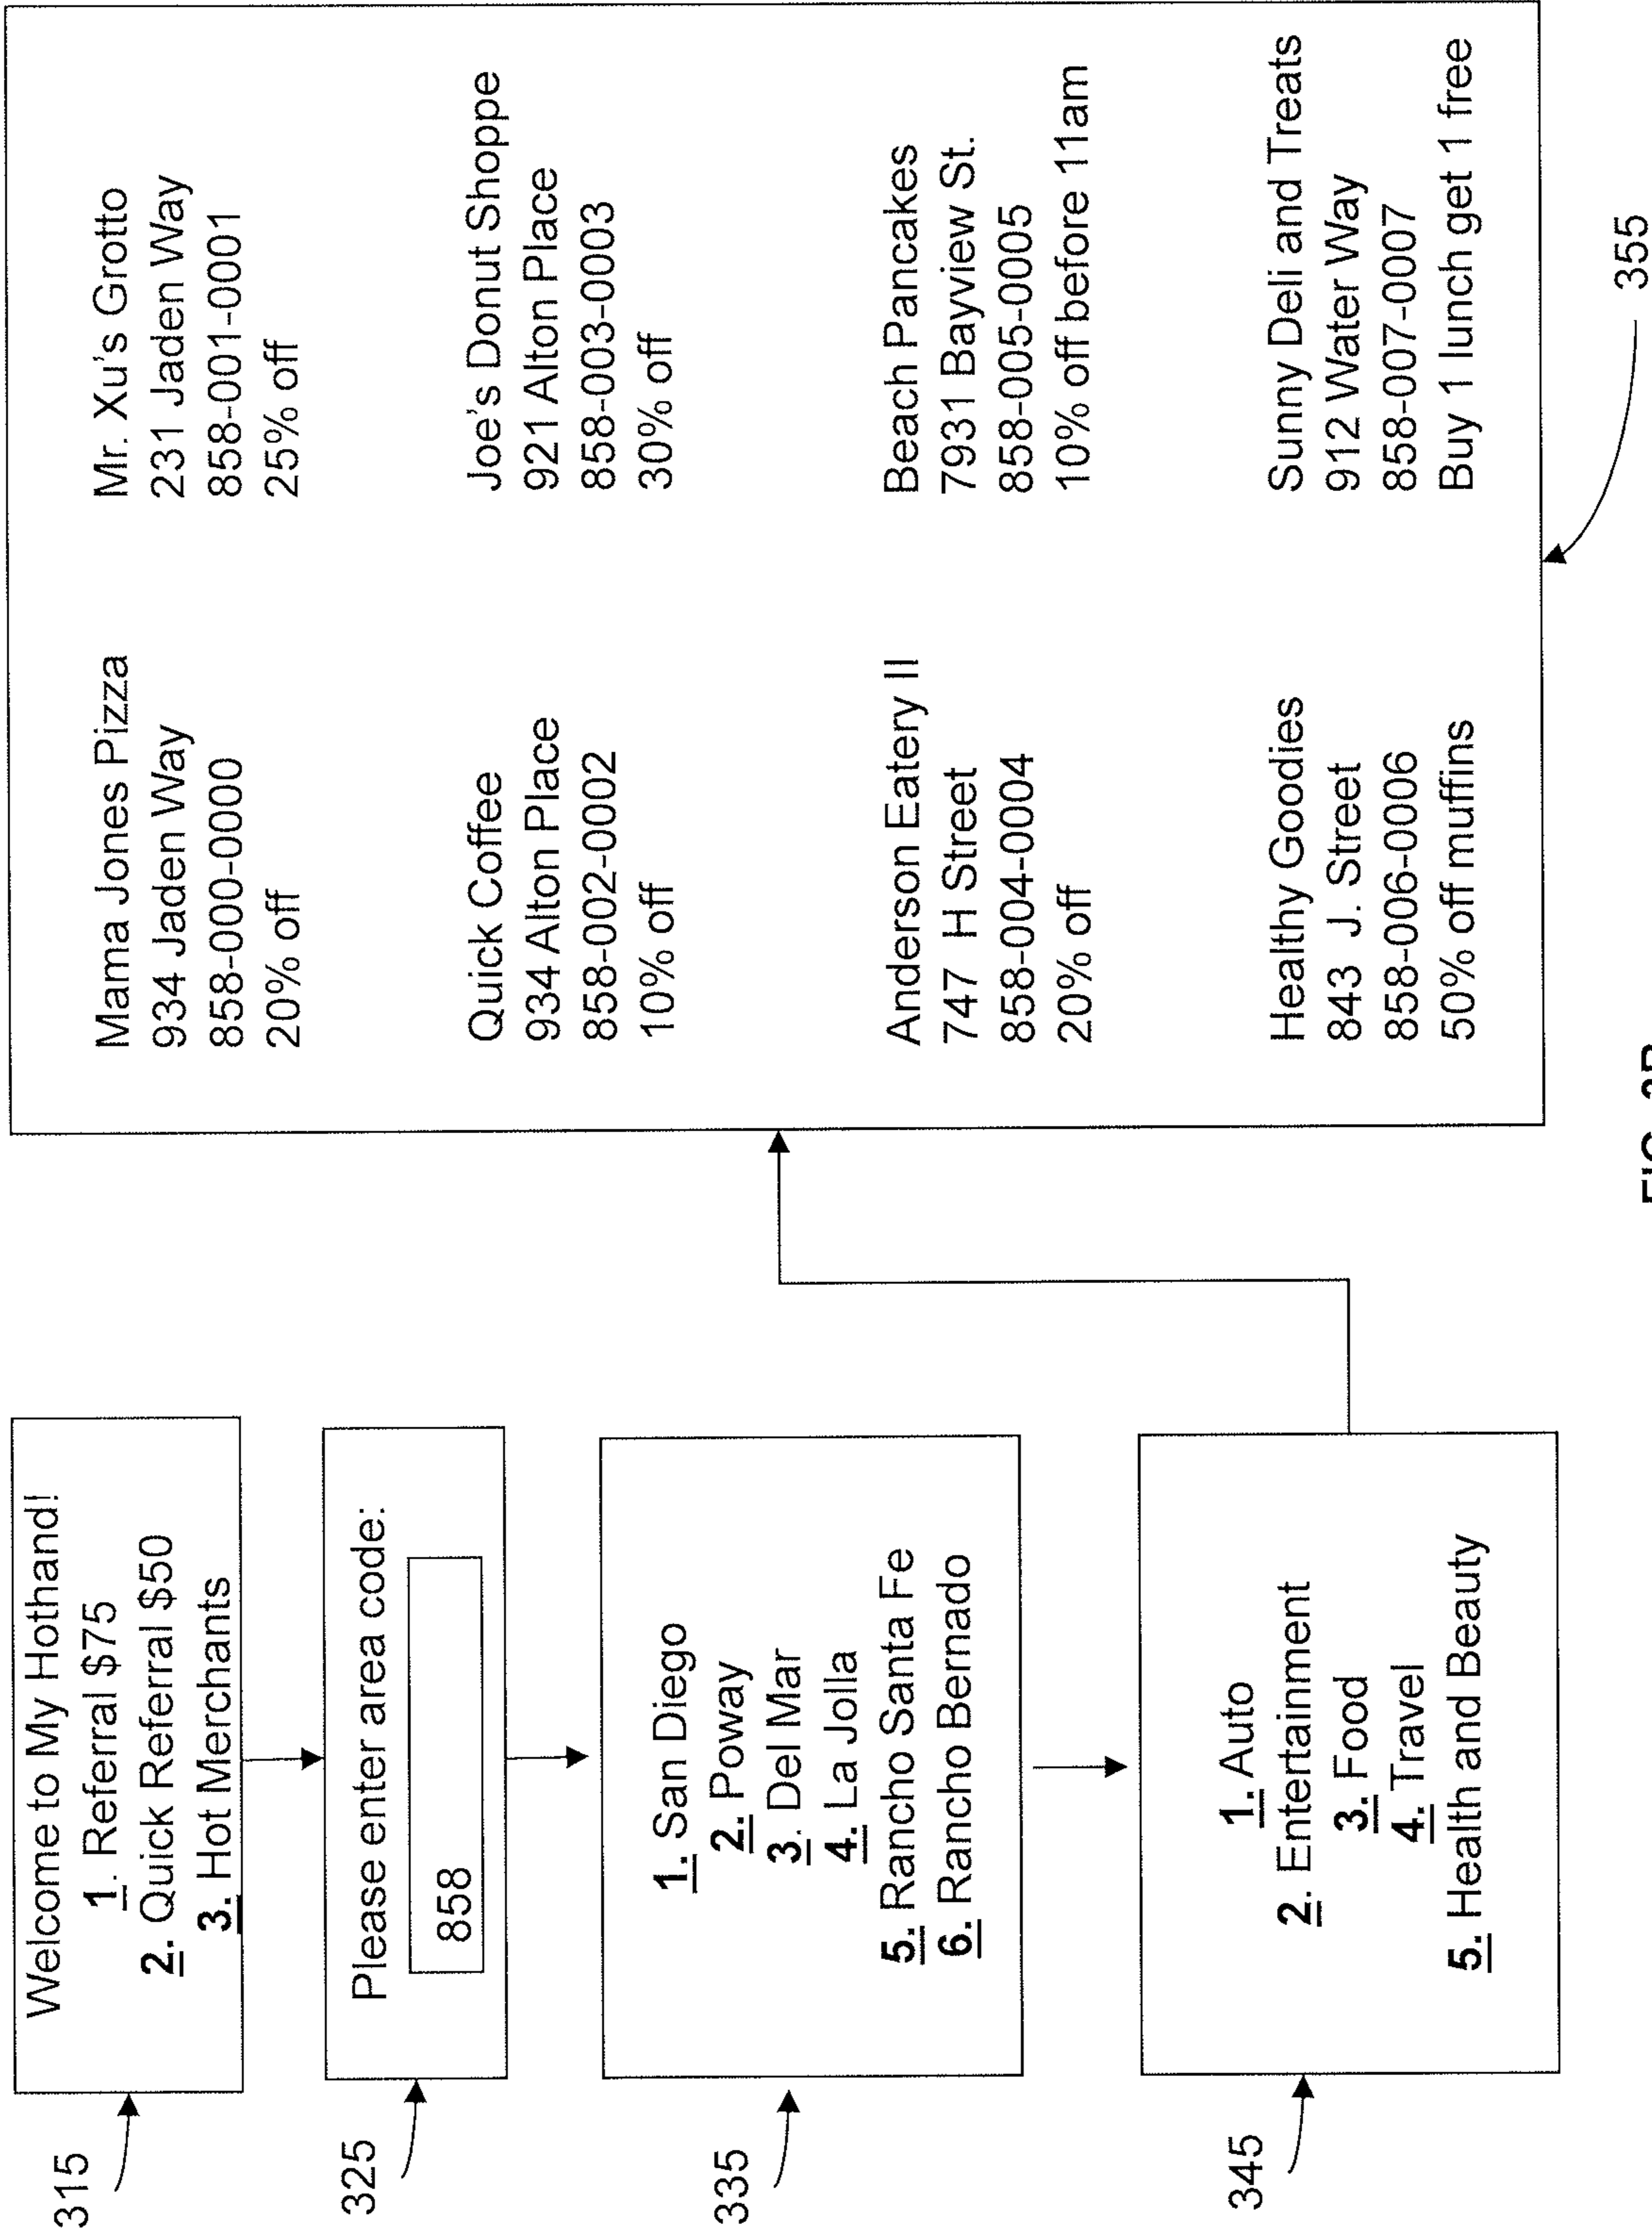 315
Welcome to My Hothand!
1. Referral $75
2. Quick Referral $50
3. Hot Merchants
325
Please enter area code:
858
335
1. San Diego
2. Poway
3. Del Mar
4. La Jolla
5. Rancho Santa Fe
6. Rancho Bernado
345
1. Auto
2. Entertainment
3. Food
4. Travel
5. Health and Beauty
Mama Jones Pizza
934 Jaden Way
858-000-0000
20% off
Mr. Xu's Grotto
231 Jaden Way
858-001-0001
25% off
Quick Coffee
934 Alton Place
858-002-0002
10% off
Joe's Donut Shoppe
921 Alton Place
858-003-0003
30% off
Anderson Eatery II
747 H Street
858-004-0004
20% off
Beach Pancakes
7931 Bayview St.
858-005-0005
10% off before 11am
Healthy Goodies
843 J. Street
858-006-0006
50% off muffins
Sunny Deli and Treats
912 Water Way
858-007-0007
Buy 1 lunch get 1 free
355